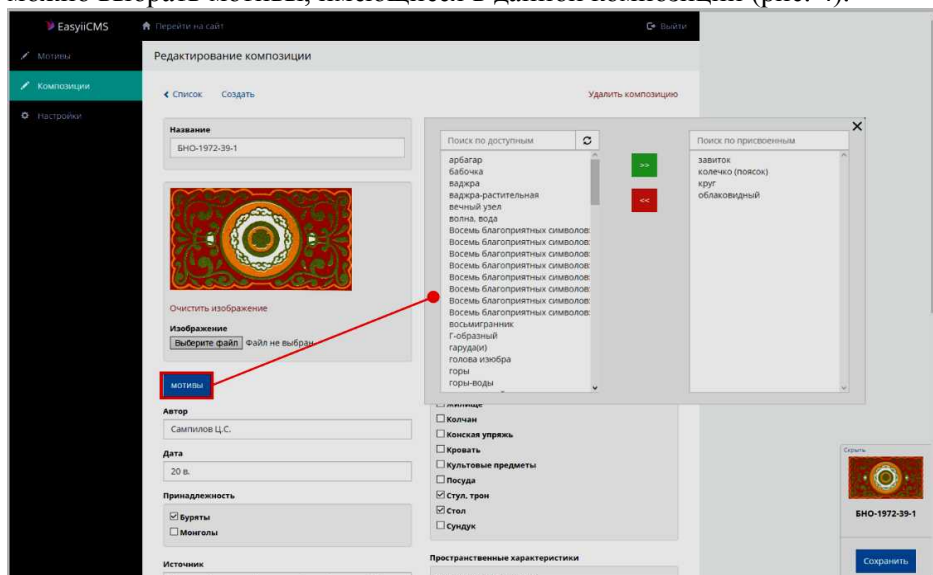 можно выбрать мотивы, имеющиеся в данной композиции (рис. 4).
EasyiiCMS
Перейти на сайт
Выйти
Мотивы
Редактирование композиции
Композиции
Список Создать
Удалить композицию
Настройки
Название
БНО-1972-39-1
Очистить изображение
Изображение
Выберите файл Файл не выбран
мотивы
Автор
Сампилов Ц.С.
Дата
20 в.
Принадлежность
Буряты
Монголы
Источник
Поиск по доступным
арбагар
бабочка
ваджра
ваджра-растительная
вечный узел
волна, вода
Восемь благоприятных символов:
Восемь благоприятных символов:
Восемь благоприятных символов:
Восемь благоприятных символов:
Восемь благоприятных символов:
Восемь благоприятных символов:
Восемь благоприятных символов:
Восемь благоприятных символов:
восьмигранник
Г-образный
гаруда(и)
голова изюбра
горы
горы-воды
>>
<<
Поиск по присвоенным
завиток
колечко (поясок)
круг
облаковидный
Жилище
Колчан
Конская упряжь
Кровать
Культовые предметы
Посуда
Стул, трон
Стол
Сундук
Пространственные характеристики
Скрыть
БНО-1972-39-1
Сохранить